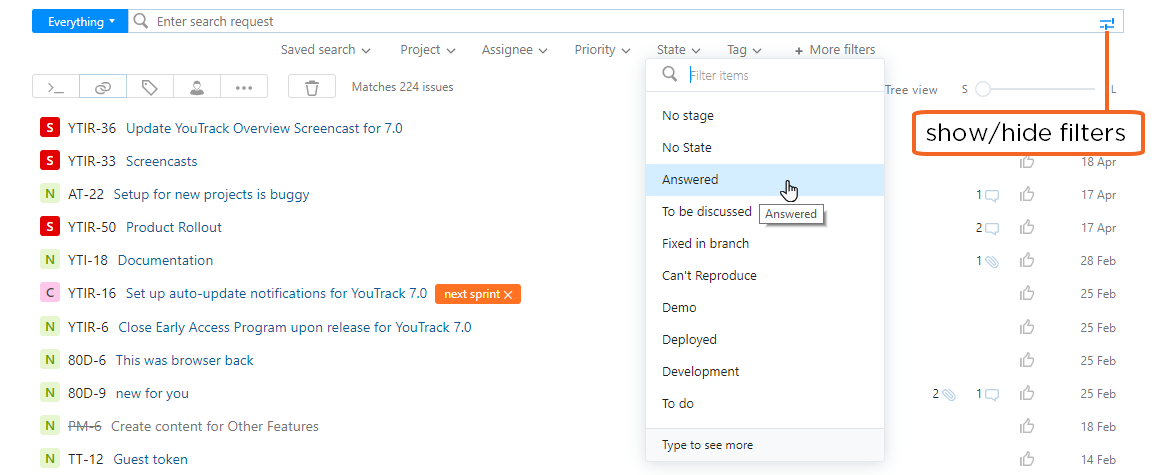 Everything Enter search request
Saved search Project Assignee Priority State Tag + More filters
Matches 224 issues Filter items Tree view S L
show/hide filters
YTIR-36 Update YouTrack Overview Screencast for 7.0
S
No stage
YTIR-33 Screencasts
S
No State
18 Apr
N AT-22 Setup for new projects is buggy Answered 1 17 Apr
S YTIR-50 Product Rollout To be discussed Answered 2 17 Apr
N YTI-18 Documentation Fixed in branch 1 28 Feb
C YTIR-16 Set up auto-update notifications for YouTrack 7.0 next sprint × Can't Reproduce 25 Feb
N YTIR-6 Close Early Access Program upon release for YouTrack 7.0 Demo 25 Feb
N 80D-6 This was browser back Deployed 25 Feb
N 80D-9 new for you Development 2 1 25 Feb
N PM-6 Create content for Other Features To do 18 Feb
N TT-12 Guest token Type to see more 14 Feb